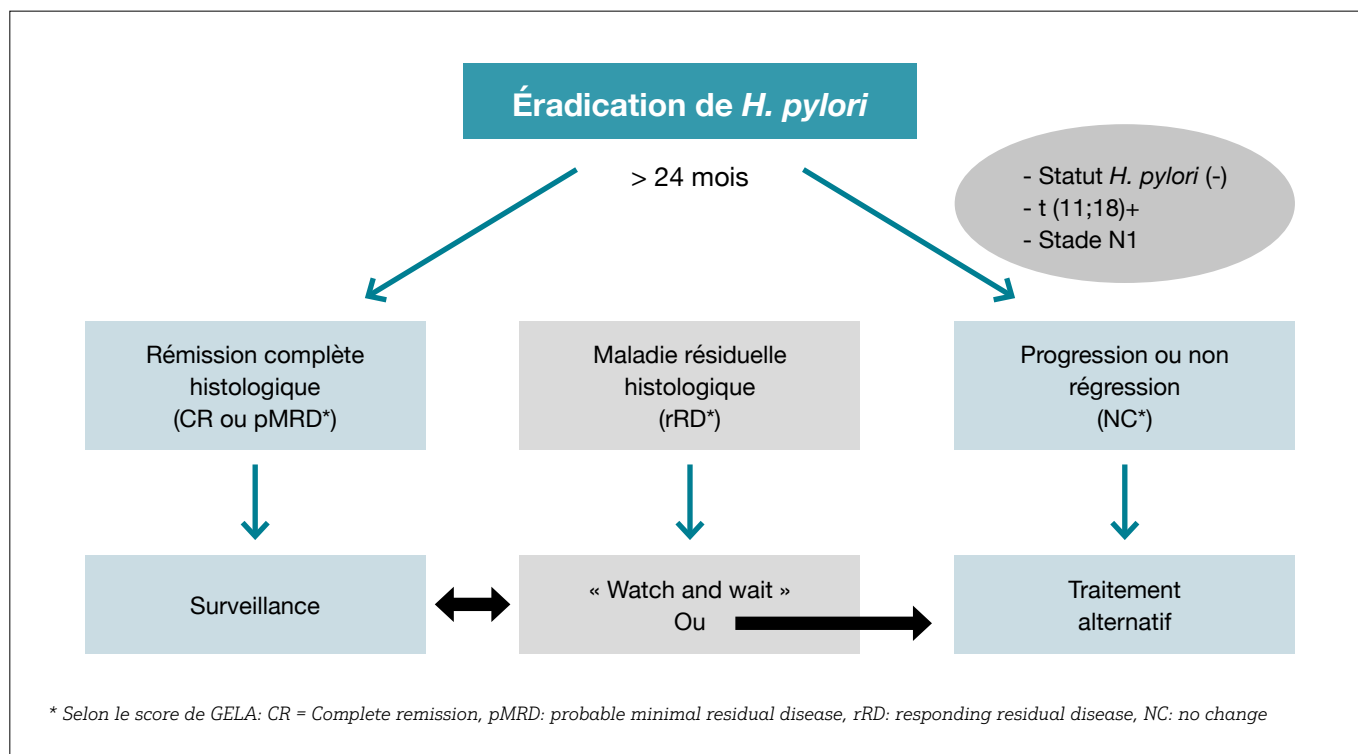 Éradication de H. pylori
> 24 mois
- Statut H. pylori (-)
- t (11;18)+
- Stade N1
Rémission complète
histologique
(CR ou pMRD*)
Maladie résiduelle
histologique
(rRD*)
Progression ou non
régression
(NC*)
Surveillance
« Watch and wait »
Ou
Traitement
alternatif
* Selon le score de GELA: CR = Complete remission, pMRD: probable minimal residual disease, rRD: responding residual disease, NC: no change